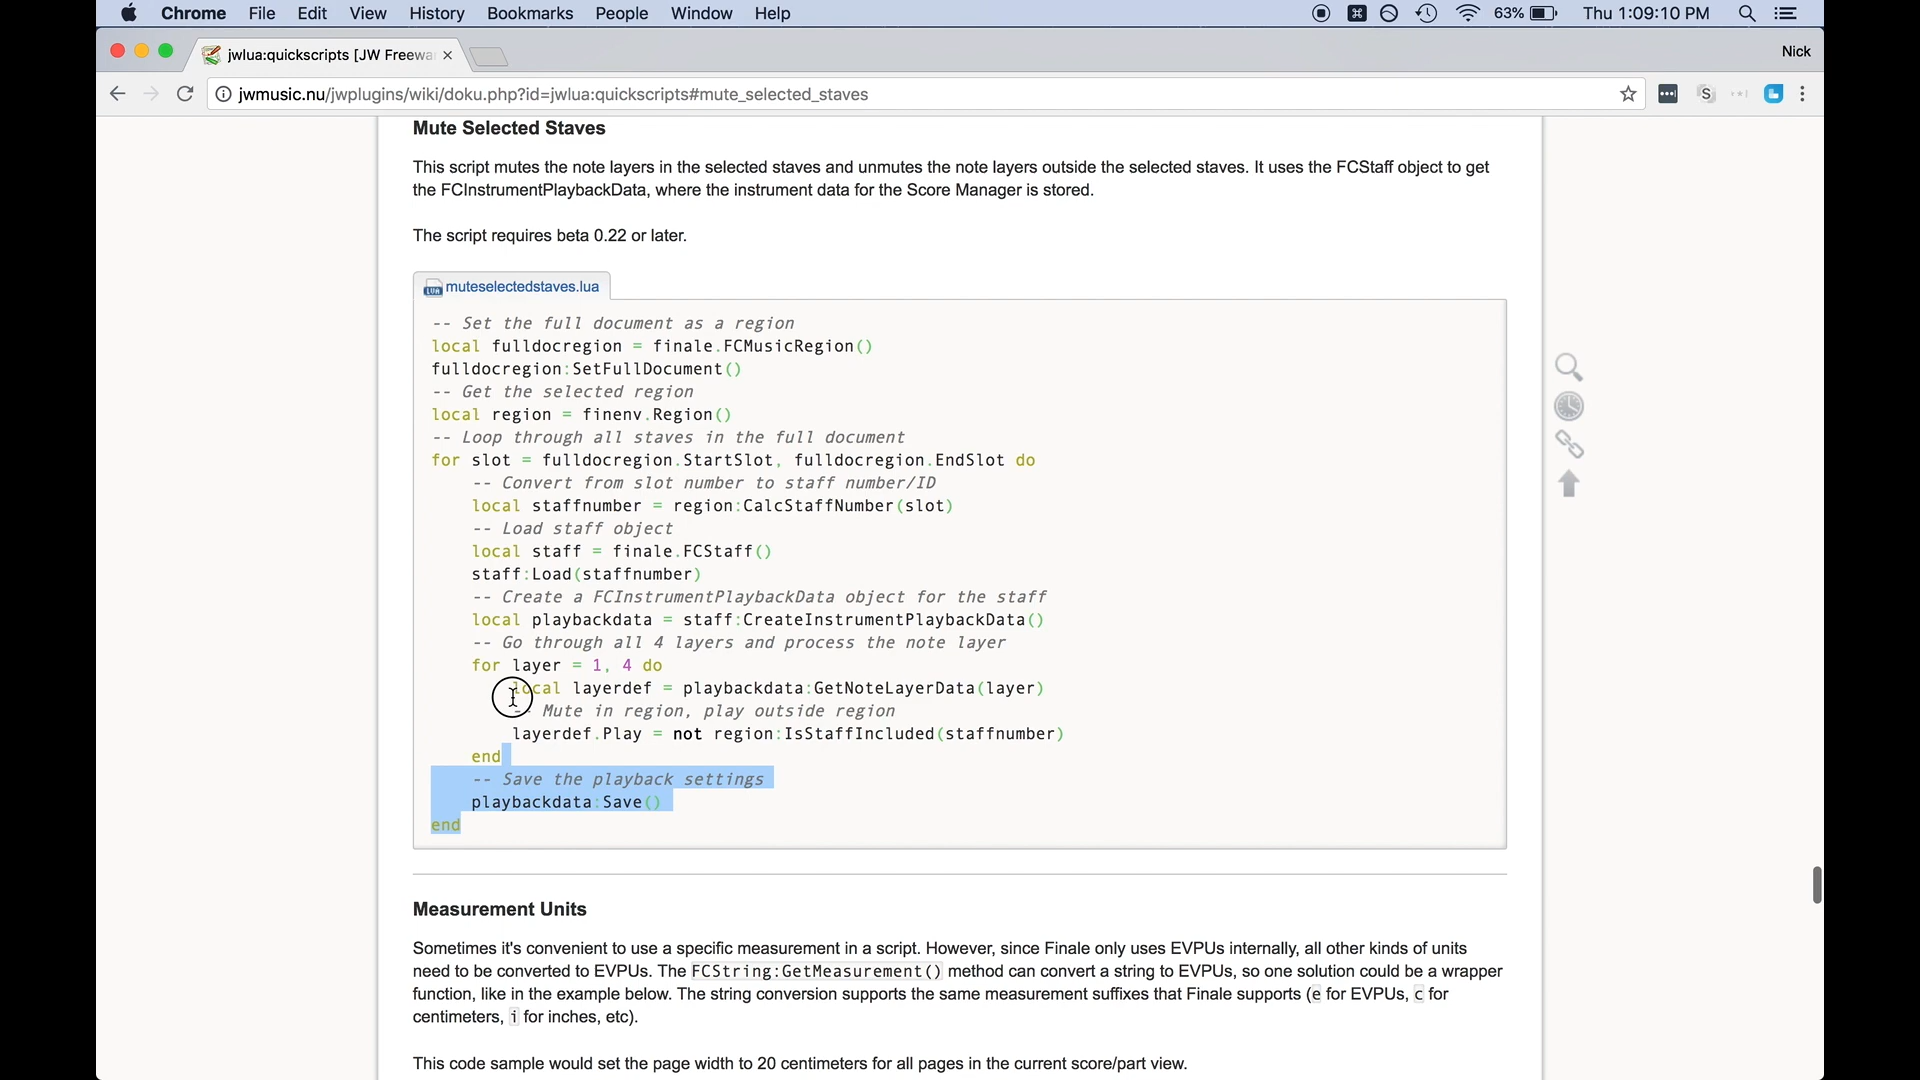 Chrome File Edit View History Bookmarks People Window Help 63% Thu 1:09:10 PM
jwlua:quickscripts [JW Freewa
Nick
jwmusic.nu/jwplugins/wiki/doku.php?id=jwlua:quickscripts#mute_selected_staves
Mute Selected Staves
This script mutes the note layers in the selected staves and unmutes the note layers outside the selected staves. It uses the FCStaff object to get
the FCInstrumentPlaybackData, where the instrument data for the Score Manager is stored.
The script requires beta 0.22 or later.
LUA muteselectedstaves.lua
-- Set the full document as a region
local fulldocregion = finale.FCMusicRegion()
fulldocregion:SetFullDocument()
-- Get the selected region
local region = finenv.Region()
-- Loop through all staves in the full document
for slot = fulldocregion.StartSlot, fulldocregion.EndSlot do
-- Convert from slot number to staff number/ID
local staffnumber = region:CalcStaffNumber(slot)
-- Load staff object
local staff = finale.FCStaff()
staff:Load(staffnumber)
-- Create a FCInstrumentPlaybackData object for the staff
local playbackdata = staff:CreateInstrumentPlaybackData()
-- Go through all 4 layers and process the note layer
for layer = 1, 4 do
local layerdef = playbackdata:GetNoteLayerData(layer)
-- Mute in region, play outside region
layerdef.Play = not region:IsStaffIncluded(staffnumber)
end
-- Save the playback settings
playbackdata:Save()
end
Measurement Units
Sometimes it's convenient to use a specific measurement in a script. However, since Finale only uses EVPUs internally, all other kinds of units
need to be converted to EVPUs. The FCString:GetMeasurement() method can convert a string to EVPUs, so one solution could be a wrapper
function, like in the example below. The string conversion supports the same measurement suffixes that Finale supports (e for EVPUs, c for
centimeters, i for inches, etc).
This code sample would set the page width to 20 centimeters for all pages in the current score/part view.